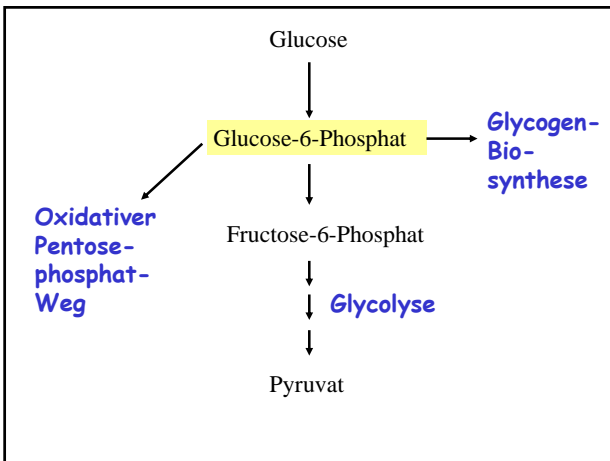 Glucose
Glucose-6-Phosphat
Glycogen-
Bio-
synthese
Oxidativer
Pentose-
phosphat-
Weg
Fructose-6-Phosphat
Glycolyse
Pyruvat